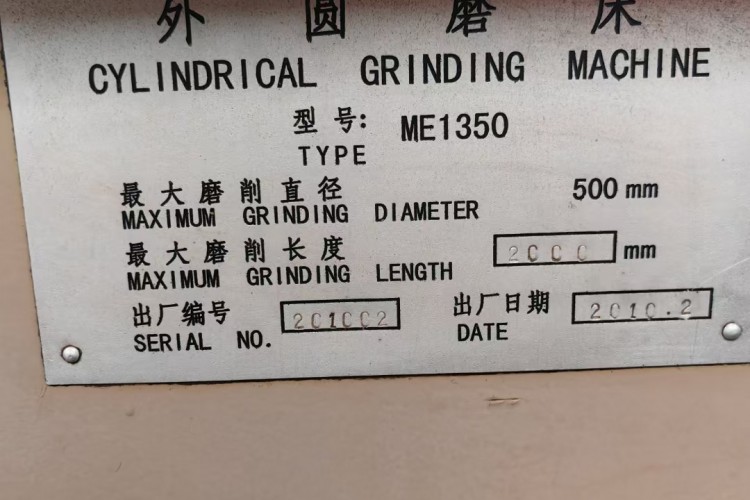 外圆磨床
CYLINDRICAL GRINDING MACHINE
型号: ME1350
TYPE
最大磨削直径 500 mm
MAXIMUM GRINDING DIAMETER
最大磨削长度 2000 mm
MAXIMUM GRINDING LENGTH
出厂编号 201002 出厂日期 2010.2
SERIAL NO. DATE